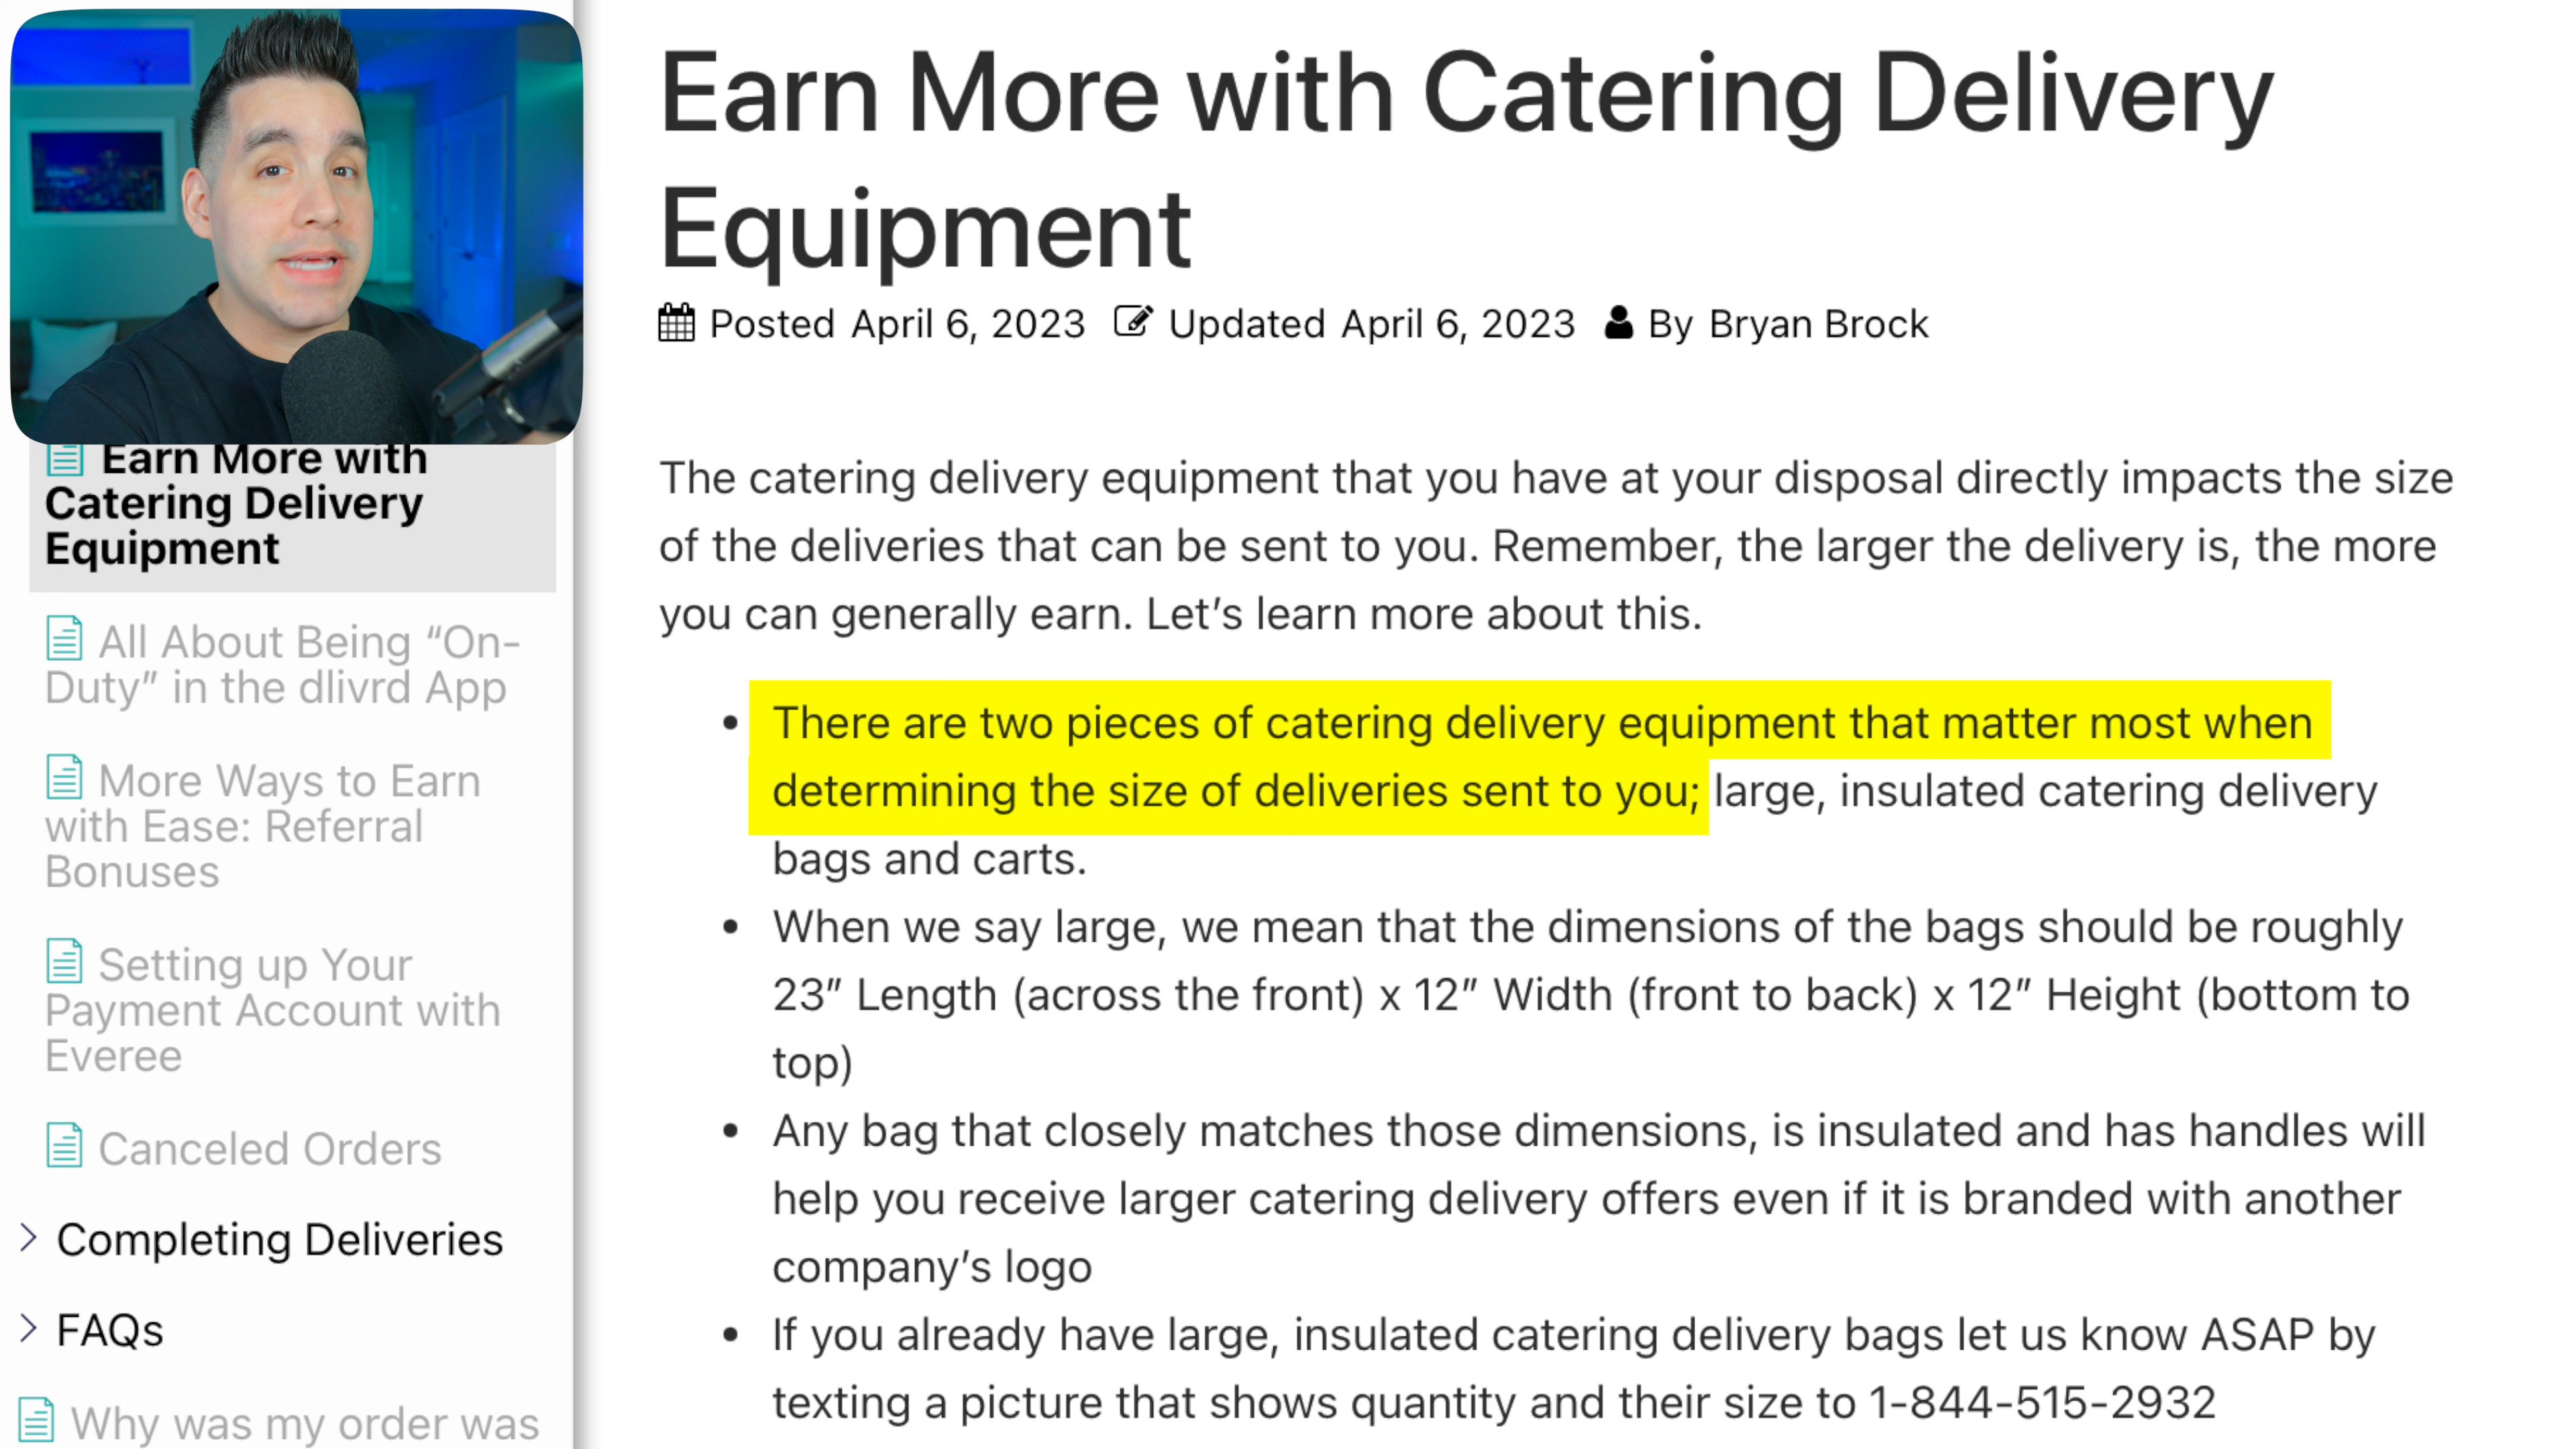 Earn More with Catering Delivery
Equipment
Posted April 6, 2023 Updated April 6, 2023 By Bryan Brock
The catering delivery equipment that you have at your disposal directly impacts the size
of the deliveries that can be sent to you. Remember, the larger the delivery is, the more
you can generally earn. Let’s learn more about this.
• There are two pieces of catering delivery equipment that matter most when
determining the size of deliveries sent to you; large, insulated catering delivery
bags and carts.
• When we say large, we mean that the dimensions of the bags should be roughly
23” Length (across the front) x 12” Width (front to back) x 12” Height (bottom to
top)
• Any bag that closely matches those dimensions, is insulated and has handles will
help you receive larger catering delivery offers even if it is branded with another
company’s logo
• If you already have large, insulated catering delivery bags let us know ASAP by
texting a picture that shows quantity and their size to 1-844-515-2932
Earn More with
Catering Delivery
Equipment
All About Being “On-
Duty” in the dlivrd App
More Ways to Earn
with Ease: Referral
Bonuses
Setting up Your
Payment Account with
Everee
Canceled Orders
Completing Deliveries
FAQs
Why was my order was